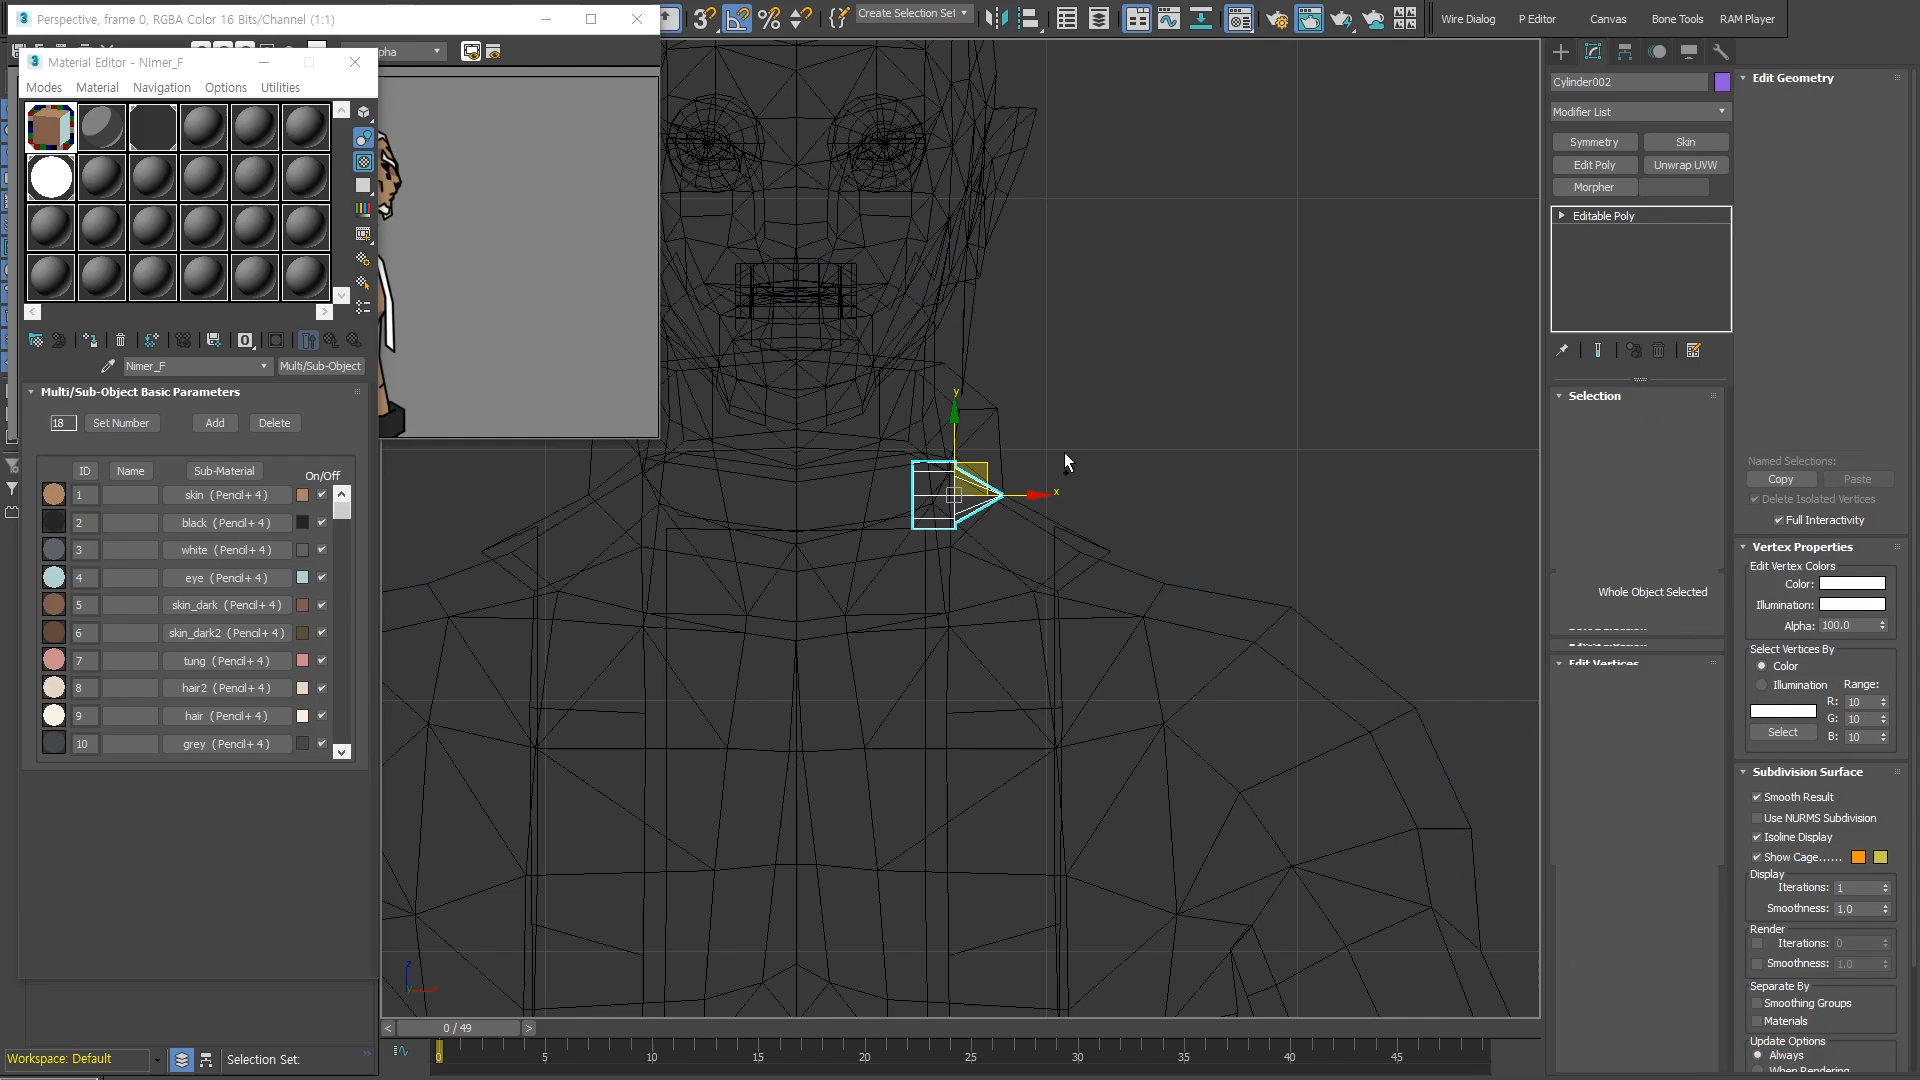 Perspective, frame 0, RGBA Color 16 Bits/Channel (1:1)
Create Selection Set
Wire Dialog
P Editor
Canvas
Bone Tools
RAM Player
Material Editor - Nimer_F
Modes
Material
Navigation
Options
Utilities
Nimer_F
Multi/Sub-Object
Multi/Sub-Object Basic Parameters
18
Set Number
Add
Delete
ID
Name
Sub-Material
On/Off
1 skin (Pencil+ 4)
2 black (Pencil+ 4)
3 white (Pencil+ 4)
4 eye (Pencil+ 4)
5 skin_dark (Pencil+ 4)
6 skin_dark2 (Pencil+ 4)
7 tung (Pencil+ 4)
8 hair2 (Pencil+ 4)
9 hair (Pencil+ 4)
10 grey (Pencil+ 4)
y
x
z
0 / 49
0 5 10 15 20 25 30 35 40 45
Workspace: Default
Selection Set:
Cylinder002
Modifier List
Symmetry
Skin
Edit Poly
Unwrap UVW
Morpher
Editable Poly
Selection
Whole Object Selected
Edit Vertices
Edit Geometry
Named Selections:
Copy
Paste
Delete Isolated Vertices
Full Interactivity
Vertex Properties
Edit Vertex Colors
Color:
Illumination:
Alpha: 100.0
Select Vertices By
Color
Illumination
Range:
R: 10
G: 10
B: 10
Select
Subdivision Surface
Smooth Result
Use NURMS Subdivision
Isoline Display
Show Cage......
Display
Iterations: 1
Smoothness: 1.0
Render
Iterations: 0
Smoothness: 1.0
Separate By
Smoothing Groups
Materials
Update Options
Always
When Rendering